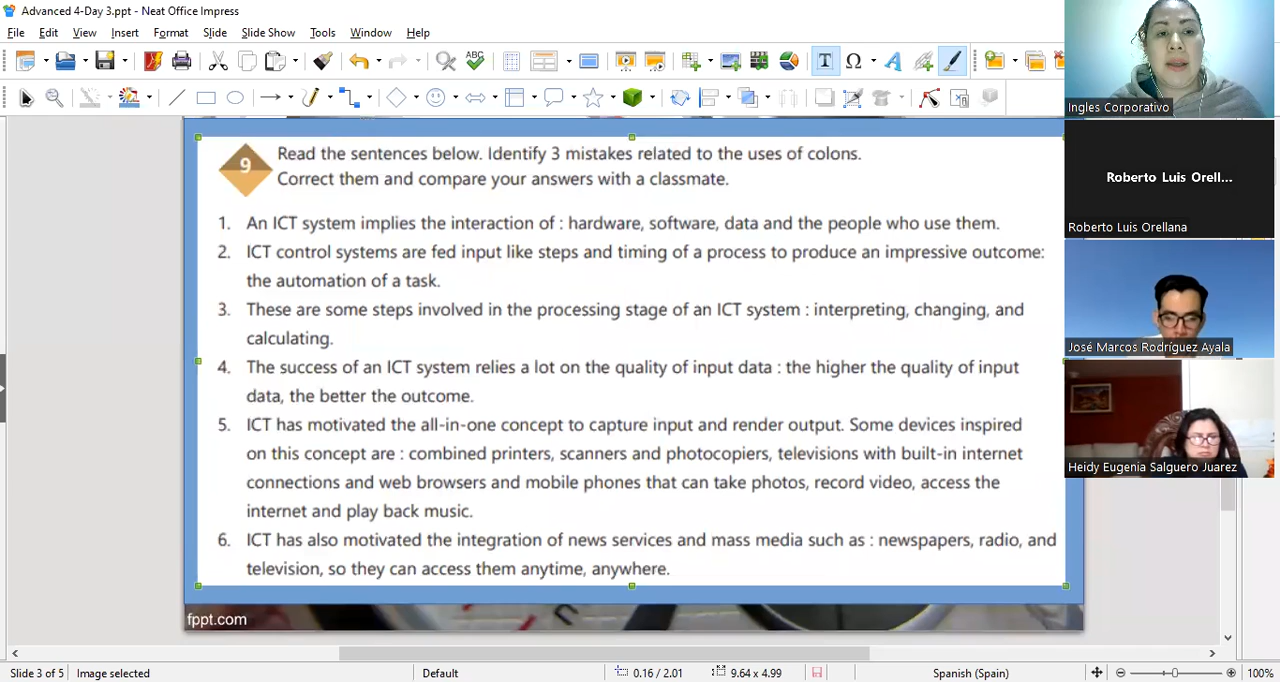 Advanced 4-Day 3.ppt - Neat Office Impress
File Edit View Insert Format Slide Slide Show Tools Window Help
Ingles Corporativo
Roberto Luis Orell...
Roberto Luis Orellana
José Marcos Rodríguez Ayala
Heidy Eugenia Salguero Juarez
9
Read the sentences below. Identify 3 mistakes related to the uses of colons.
Correct them and compare your answers with a classmate.
1. An ICT system implies the interaction of : hardware, software, data and the people who use them.
2. ICT control systems are fed input like steps and timing of a process to produce an impressive outcome:
the automation of a task.
3. These are some steps involved in the processing stage of an ICT system : interpreting, changing, and
calculating.
4. The success of an ICT system relies a lot on the quality of input data : the higher the quality of input
data, the better the outcome.
5. ICT has motivated the all-in-one concept to capture input and render output. Some devices inspired
on this concept are : combined printers, scanners and photocopiers, televisions with built-in internet
connections and web browsers and mobile phones that can take photos, record video, access the
internet and play back music.
6. ICT has also motivated the integration of news services and mass media such as : newspapers, radio, and
television, so they can access them anytime, anywhere.
fppt.com
Slide 3 of 5 Image selected Default 0.16 / 2.01 9.64 x 4.99 Spanish (Spain) 100%